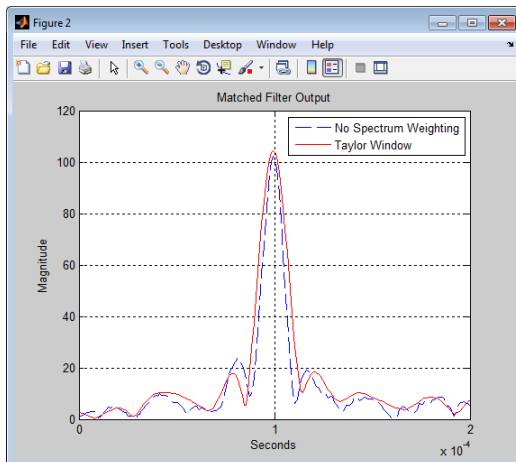 Figure 2
File Edit View Insert Tools Desktop Window Help
Matched Filter Output
No Spectrum Weighting
Taylor Window
Magnitude
120
100
80
60
40
20
0
0 1 2
Seconds
x 10^-4